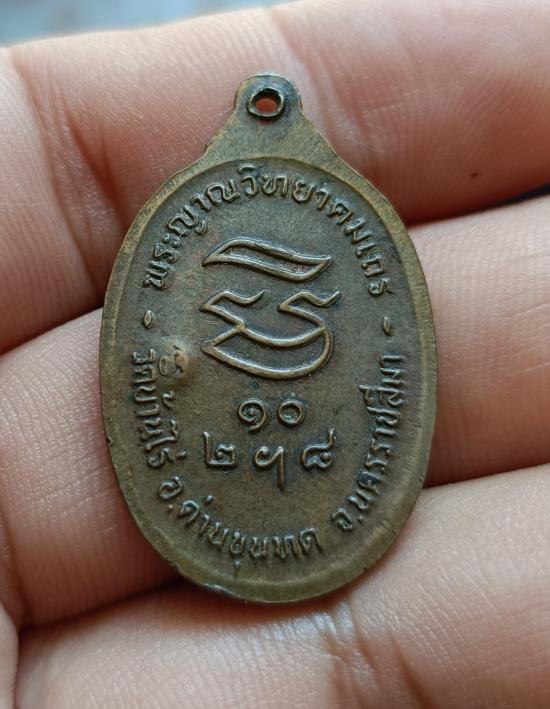 พระญาณวิทยาคมเถร
๑๐
๒ ๗ ๘
วัดบ้านไร่ อ.ด่านขุนทด จ.นครราชสีมา